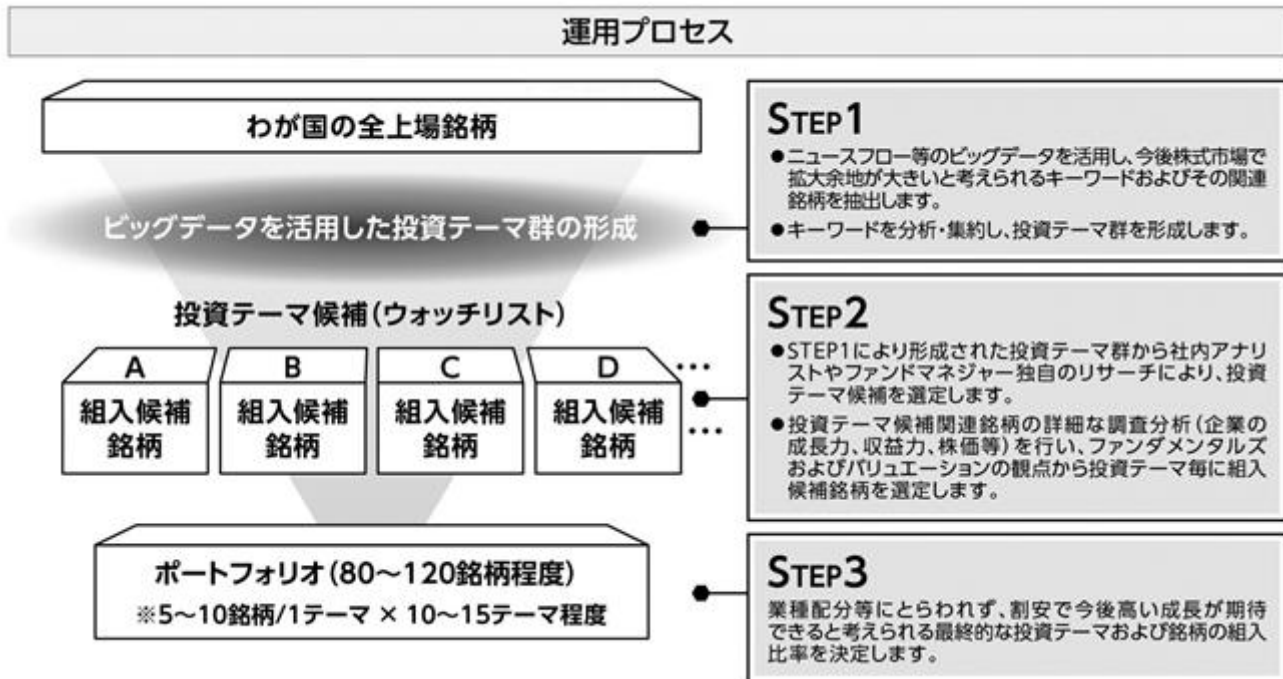 運用プロセス
わが国の全上場銘柄
ビッグデータを活用した投資テーマ群の形成
投資テーマ候補(ウォッチリスト)
A
B
C
D
…
組入候補
銘柄
組入候補
銘柄
組入候補
銘柄
組入候補
銘柄
…
ポートフォリオ(80〜120銘柄程度)
※5〜10銘柄/1テーマ × 10〜15テーマ程度
STEP1
●ニュースフロー等のビッグデータを活用し、今後株式市場で
拡大余地が大きいと考えられるキーワードおよびその関連
銘柄を抽出します。
●キーワードを分析・集約し、投資テーマ群を形成します。
STEP2
●STEP1により形成された投資テーマ群から社内アナリ
ストやファンドマネジャー独自のリサーチにより、投資
テーマ候補を選定します。
●投資テーマ候補関連銘柄の詳細な調査分析(企業の
成長力、収益力、株価等)を行い、ファンダメンタルズ
およびバリュエーションの観点から投資テーマ毎に組入
候補銘柄を選定します。
STEP3
業種配分等にとらわれず、割安で今後高い成長が期待
できると考えられる最終的な投資テーマおよび銘柄の組入
比率を決定します。